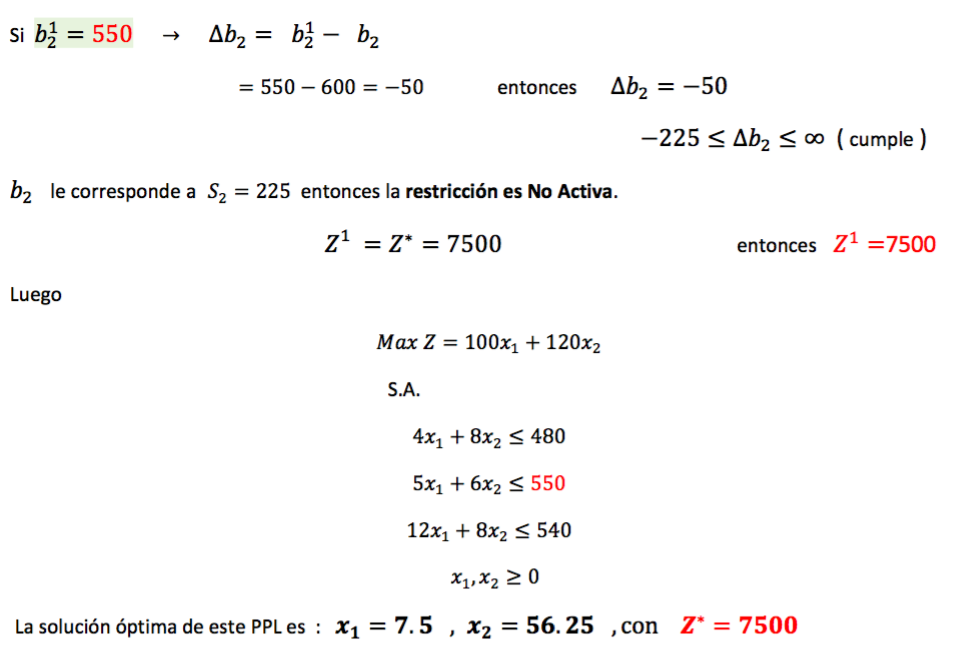 Si b₂¹ = 550 → Δb₂ = b₂¹ − b₂
= 550 − 600 = −50 entonces Δb₂ = −50
−225 ≤ Δb₂ ≤ ∞ ( cumple )
b₂ le corresponde a S₂ = 225 entonces la restricción es No Activa.
Z¹ = Z* = 7500 entonces Z¹ =7500
Luego
Max Z = 100x₁ + 120x₂
S.A.
4x₁ + 8x₂ ≤ 480
5x₁ + 6x₂ ≤ 550
12x₁ + 8x₂ ≤ 540
x₁, x₂ ≥ 0
La solución óptima de este PPL es : x₁ = 7.5 , x₂ = 56.25 , con Z* = 7500